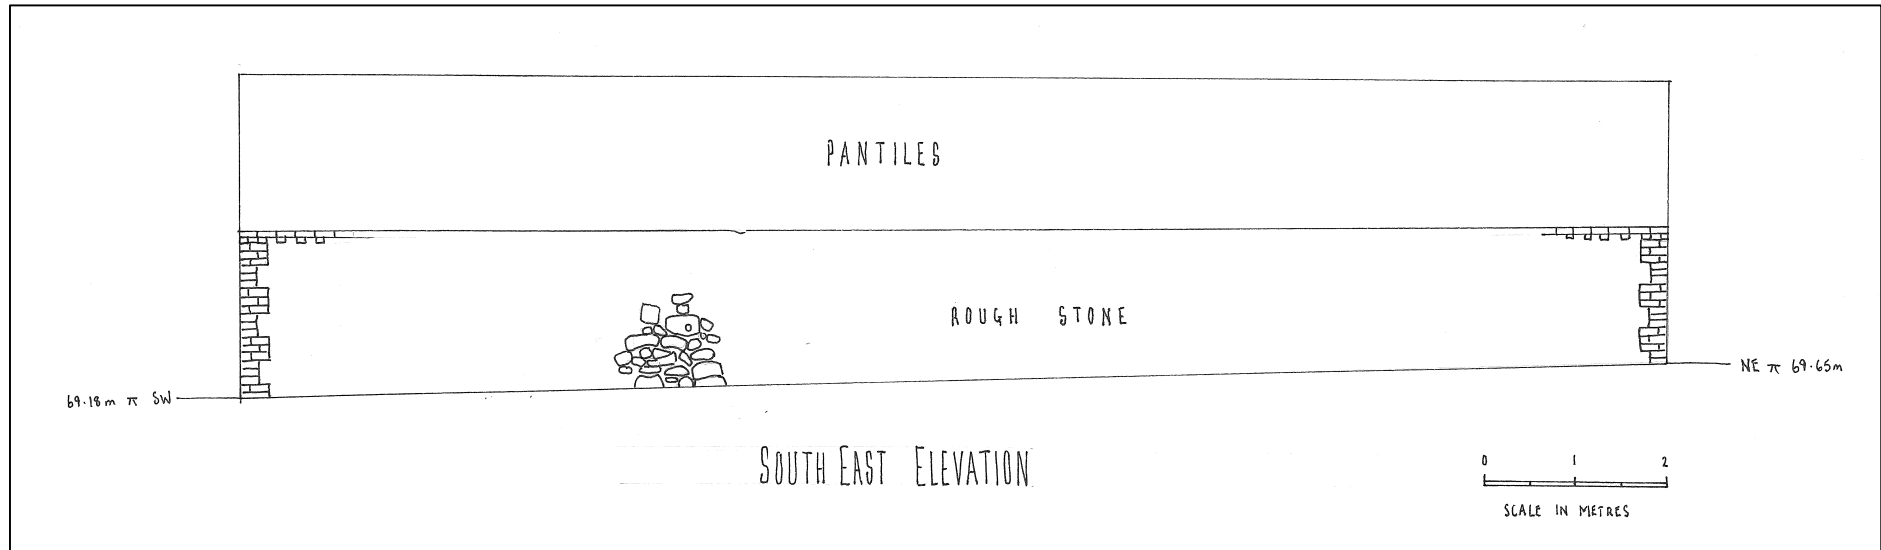 PANTILES
ROUGH STONE
69.18m ㅠ SW
NE ㅠ 69.65m
SOUTH EAST ELEVATION
0 1 2
SCALE IN METRES